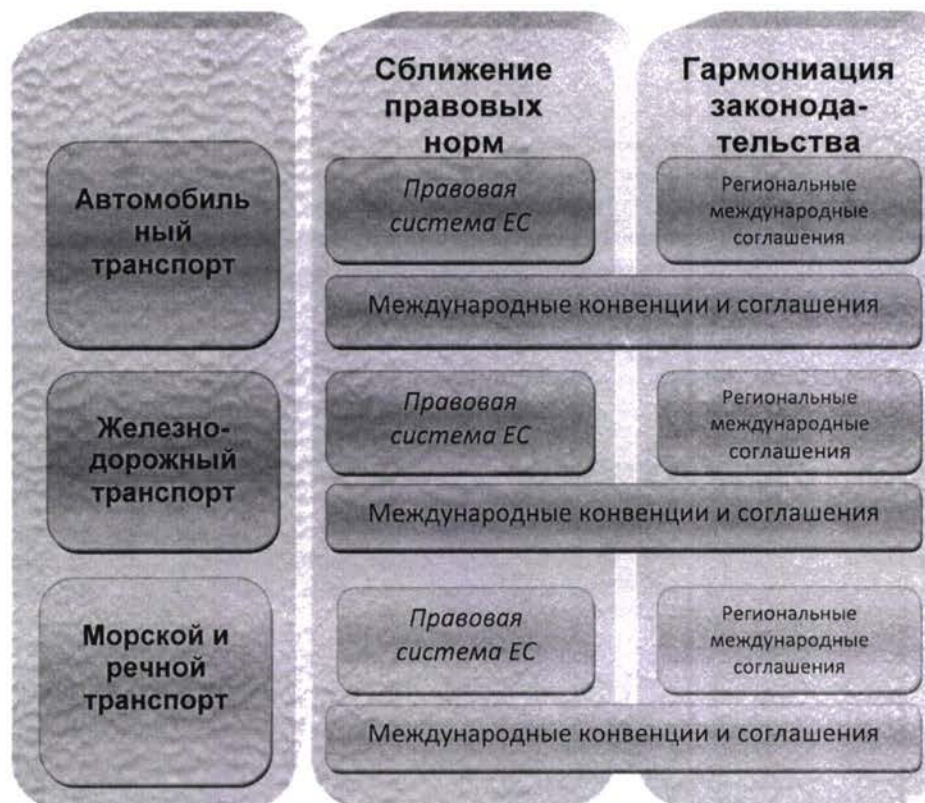 Сближение
правовых
норм
Гармониация
законода-
тельства
Автомобиль
ный
транспорт
Правовая
система ЕС
Региональные
международные
соглашения
Международные конвенции и соглашения
Железно-
дорожный
транспорт
Правовая
система ЕС
Региональные
международные
соглашения
Международные конвенции и соглашения
Морской и
речной
транспорт
Правовая
система ЕС
Региональные
международные
соглашения
Международные конвенции и соглашения